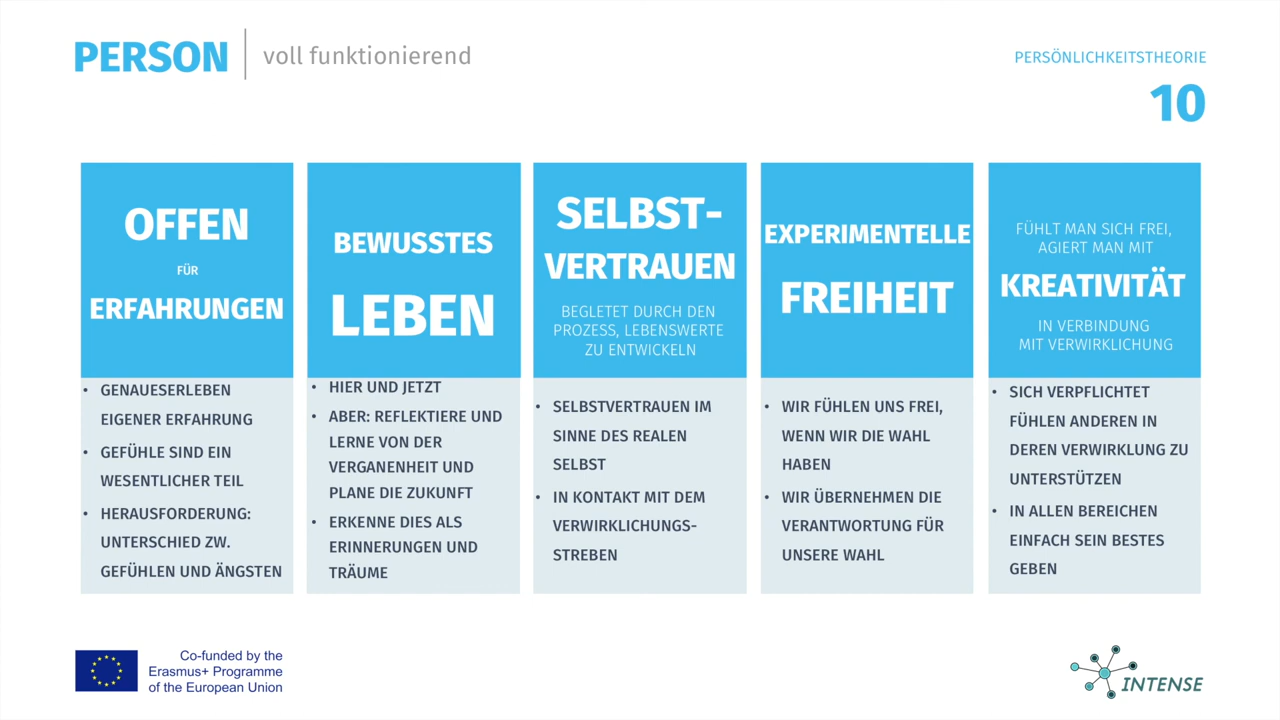 PERSON
voll funktionierend
PERSÖNLICHKEITSTHEORIE
10
OFFEN
FÜR
ERFAHRUNGEN
GENAUESERLEBEN
EIGENER ERFAHRUNG
GEFÜHLE SIND EIN
WESENTLICHER TEIL
HERAUSFORDERUNG:
UNTERSCHIED ZW.
GEFÜHLEN UND ÄNGSTEN
BEWUSSTES
LEBEN
HIER UND JETZT
ABER: REFLEKTIERE UND
LERNE VON DER
VERGANENHEIT UND
PLANE DIE ZUKUNFT
ERKENNE DIES ALS
ERINNERUNGEN UND
TRÄUME
SELBST-
VERTRAUEN
BEGLETET DURCH DEN
PROZESS, LEBENSWERTE
ZU ENTWICKELN
SELBSTVERTRAUEN IM
SINNE DES REALEN
SELBST
IN KONTAKT MIT DEM
VERWIRKLICHUNGS-
STREBEN
EXPERIMENTELLE
FREIHEIT
WIR FÜHLEN UNS FREI,
WENN WIR DIE WAHL
HABEN
WIR ÜBERNEHMEN DIE
VERANTWORTUNG FÜR
UNSERE WAHL
FÜHLT MAN SICH FREI,
AGIERT MAN MIT
KREATIVITÄT
IN VERBINDUNG
MIT VERWIRKLICHUNG
SICH VERPFLICHTET
FÜHLEN ANDEREN IN
DEREN VERWIRKLUNG ZU
UNTERSTÜTZEN
IN ALLEN BEREICHEN
EINFACH SEIN BESTES
GEBEN
Co-funded by the
Erasmus+ Programme
of the European Union
INTENSE